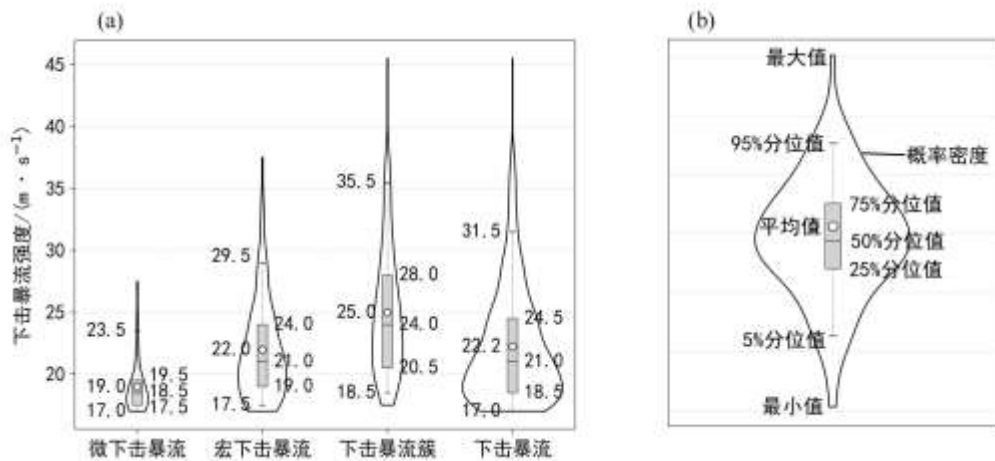 (a)
(b)
下击暴流强度/(m · s⁻¹)
45
40
35
30
25
20
23.5
19.0
19.5
18.5
17.0
17.5
29.5
24.0
22.0
21.0
19.0
17.5
35.5
28.0
25.0
24.0
20.5
18.5
31.5
24.5
22.2
21.0
18.5
17.0
微下击暴流
宏下击暴流
下击暴流簇
下击暴流
最大值
95%分位值
概率密度
75%分位值
平均值
50%分位值
25%分位值
5%分位值
最小值